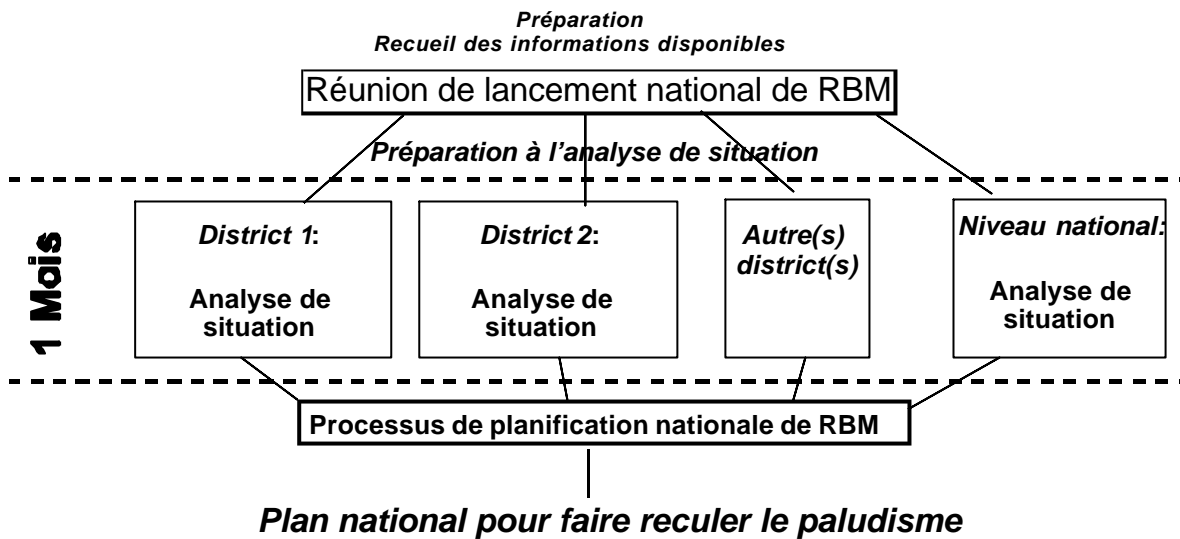 Préparation
Recueil des informations disponibles
Réunion de lancement national de RBM
Préparation à l'analyse de situation
1 Mois
District 1:
Analyse de
situation
District 2:
Analyse de
situation
Autre(s)
district(s)
Niveau national:
Analyse de
situation
Processus de planification nationale de RBM
Plan national pour faire reculer le paludisme